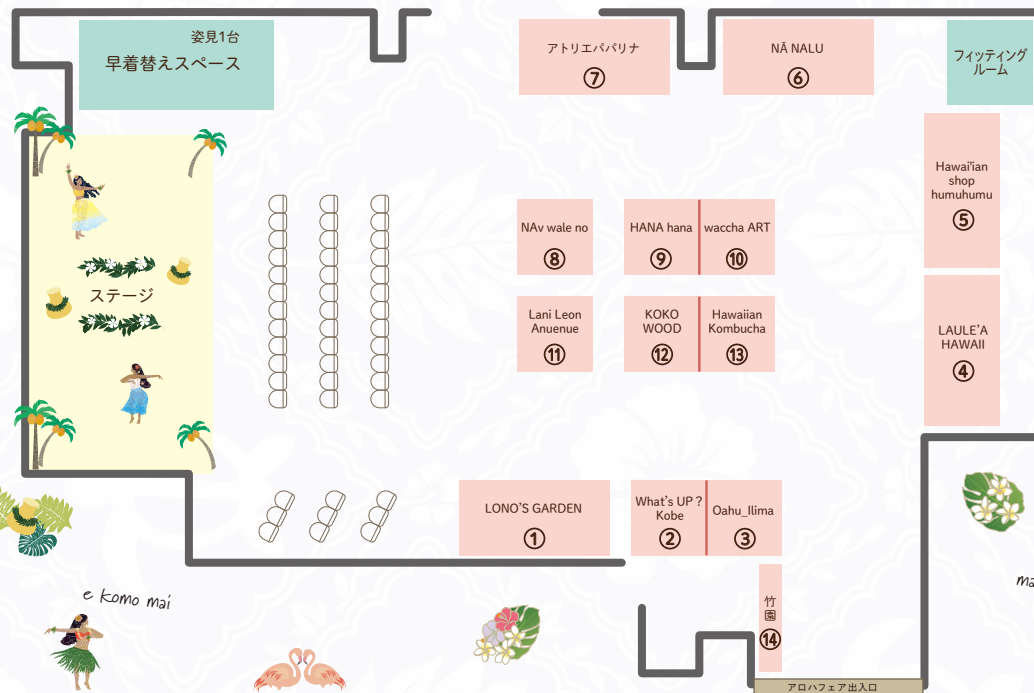 姿見1台
早着替えスペース
アトリエパパリナ
⑦
NĀ NALU
⑥
フィッティング
ルーム
Hawai'ian
shop
humuhumu
⑤
NAv wale no
⑧
HANA hana
⑨
waccha ART
⑩
ステージ
Lani Leon
Anuenue
⑪
KOKO
WOOD
⑫
Hawaiian
Kombucha
⑬
LAULE'A
HAWAII
④
LONO'S GARDEN
①
What's UP ?
Kobe
②
Oahu_Ilima
③
e komo mai
竹
園
⑭
アロハフェア出入口